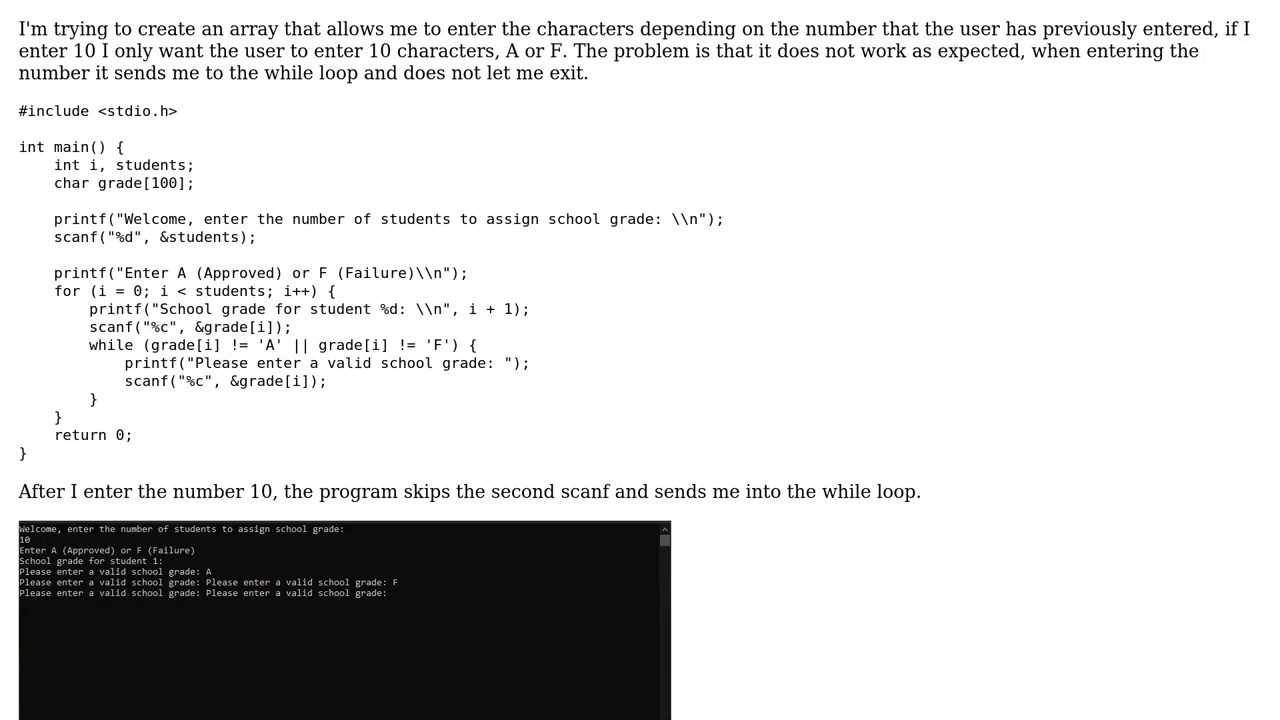 I'm trying to create an array that allows me to enter the characters depending on the number that the user has previously entered, if I
enter 10 I only want the user to enter 10 characters, A or F. The problem is that it does not work as expected, when entering the
number it sends me to the while loop and does not let me exit.
#include <stdio.h>
int main() {
    int i, students;
    char grade[100];
    printf("Welcome, enter the number of students to assign school grade: \\n");
    scanf("%d", &students);
    printf("Enter A (Approved) or F (Failure)\\n");
    for (i = 0; i < students; i++) {
        printf("School grade for student %d: \\n", i + 1);
        scanf("%c", &grade[i]);
        while (grade[i] != 'A' || grade[i] != 'F') {
            printf("Please enter a valid school grade: ");
            scanf("%c", &grade[i]);
        }
    }
    return 0;
}
After I enter the number 10, the program skips the second scanf and sends me into the while loop.
Welcome, enter the number of students to assign school grade:
10
Enter A (Approved) or F (Failure)
School grade for student 1:
Please enter a valid school grade: A
Please enter a valid school grade: Please enter a valid school grade: F
Please enter a valid school grade: Please enter a valid school grade: